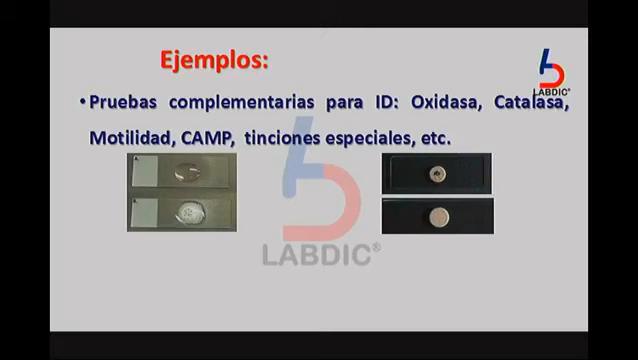 Ejemplos:
LABDIC®
• Pruebas complementarias para ID: Oxidasa, Catalasa,
Motilidad, CAMP, tinciones especiales, etc.
LABDIC®